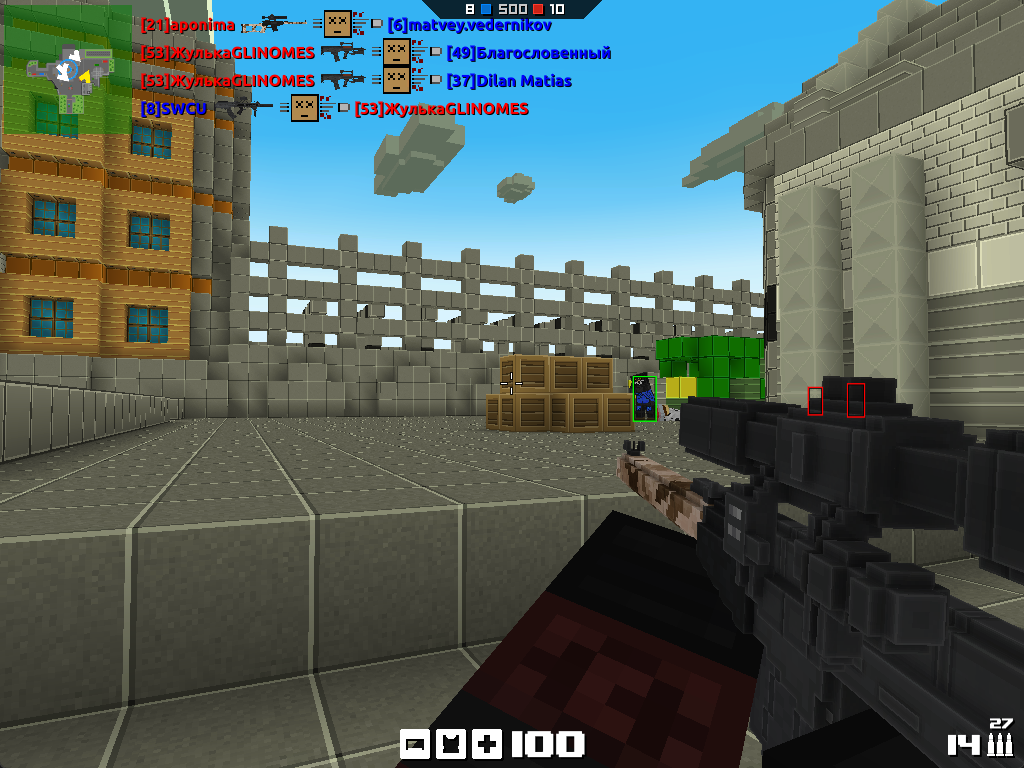 8 500 10
[21]aponima [6]matvey.vedernikov
[53]ЖулькаGLINOMES [49]Благословенный
[53]ЖулькаGLINOMES [37]Dilan Matias
[8]SWCU [53]ЖулькаGLINOMES
27
100 14